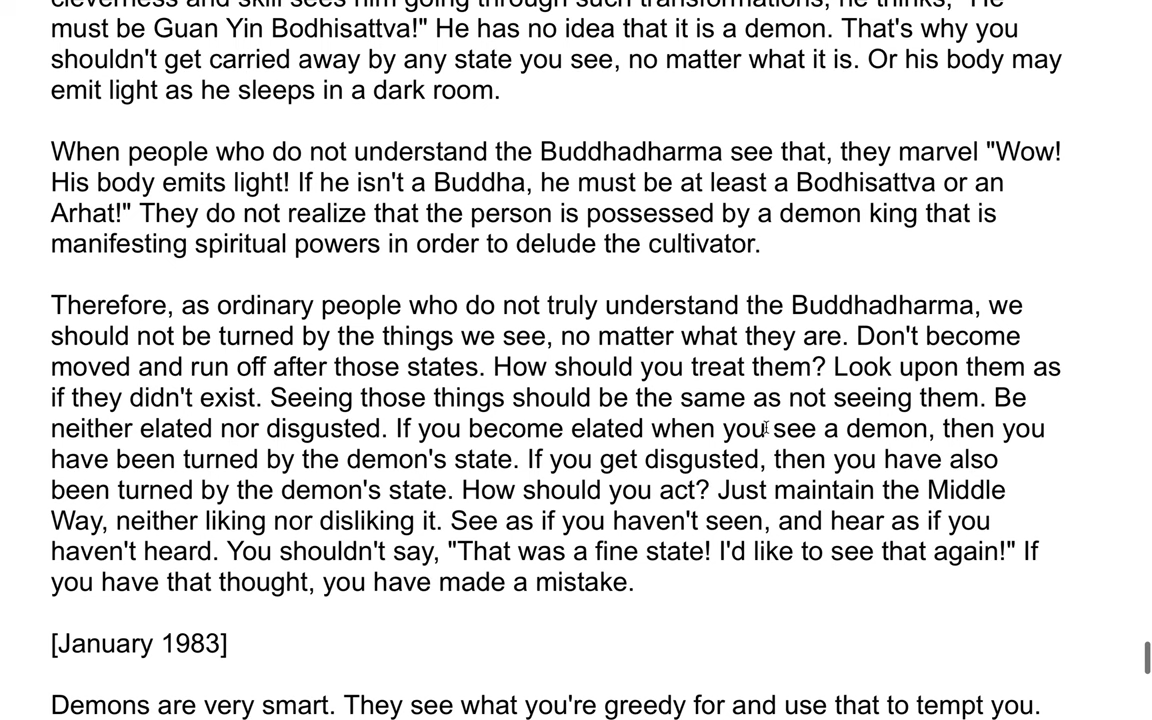 cleverness and skill sees him going through such transformations, he thinks, "He
must be Guan Yin Bodhisattva!" He has no idea that it is a demon. That's why you
shouldn't get carried away by any state you see, no matter what it is. Or his body may
emit light as he sleeps in a dark room.
When people who do not understand the Buddhadharma see that, they marvel "Wow!
His body emits light! If he isn't a Buddha, he must be at least a Bodhisattva or an
Arhat!" They do not realize that the person is possessed by a demon king that is
manifesting spiritual powers in order to delude the cultivator.
Therefore, as ordinary people who do not truly understand the Buddhadharma, we
should not be turned by the things we see, no matter what they are. Don't become
moved and run off after those states. How should you treat them? Look upon them as
if they didn't exist. Seeing those things should be the same as not seeing them. Be
neither elated nor disgusted. If you become elated when you see a demon, then you
have been turned by the demon's state. If you get disgusted, then you have also
been turned by the demon's state. How should you act? Just maintain the Middle
Way, neither liking nor disliking it. See as if you haven't seen, and hear as if you
haven't heard. You shouldn't say, "That was a fine state! I'd like to see that again!" If
you have that thought, you have made a mistake.
[January 1983]
Demons are very smart. They see what you're greedy for and use that to tempt you.